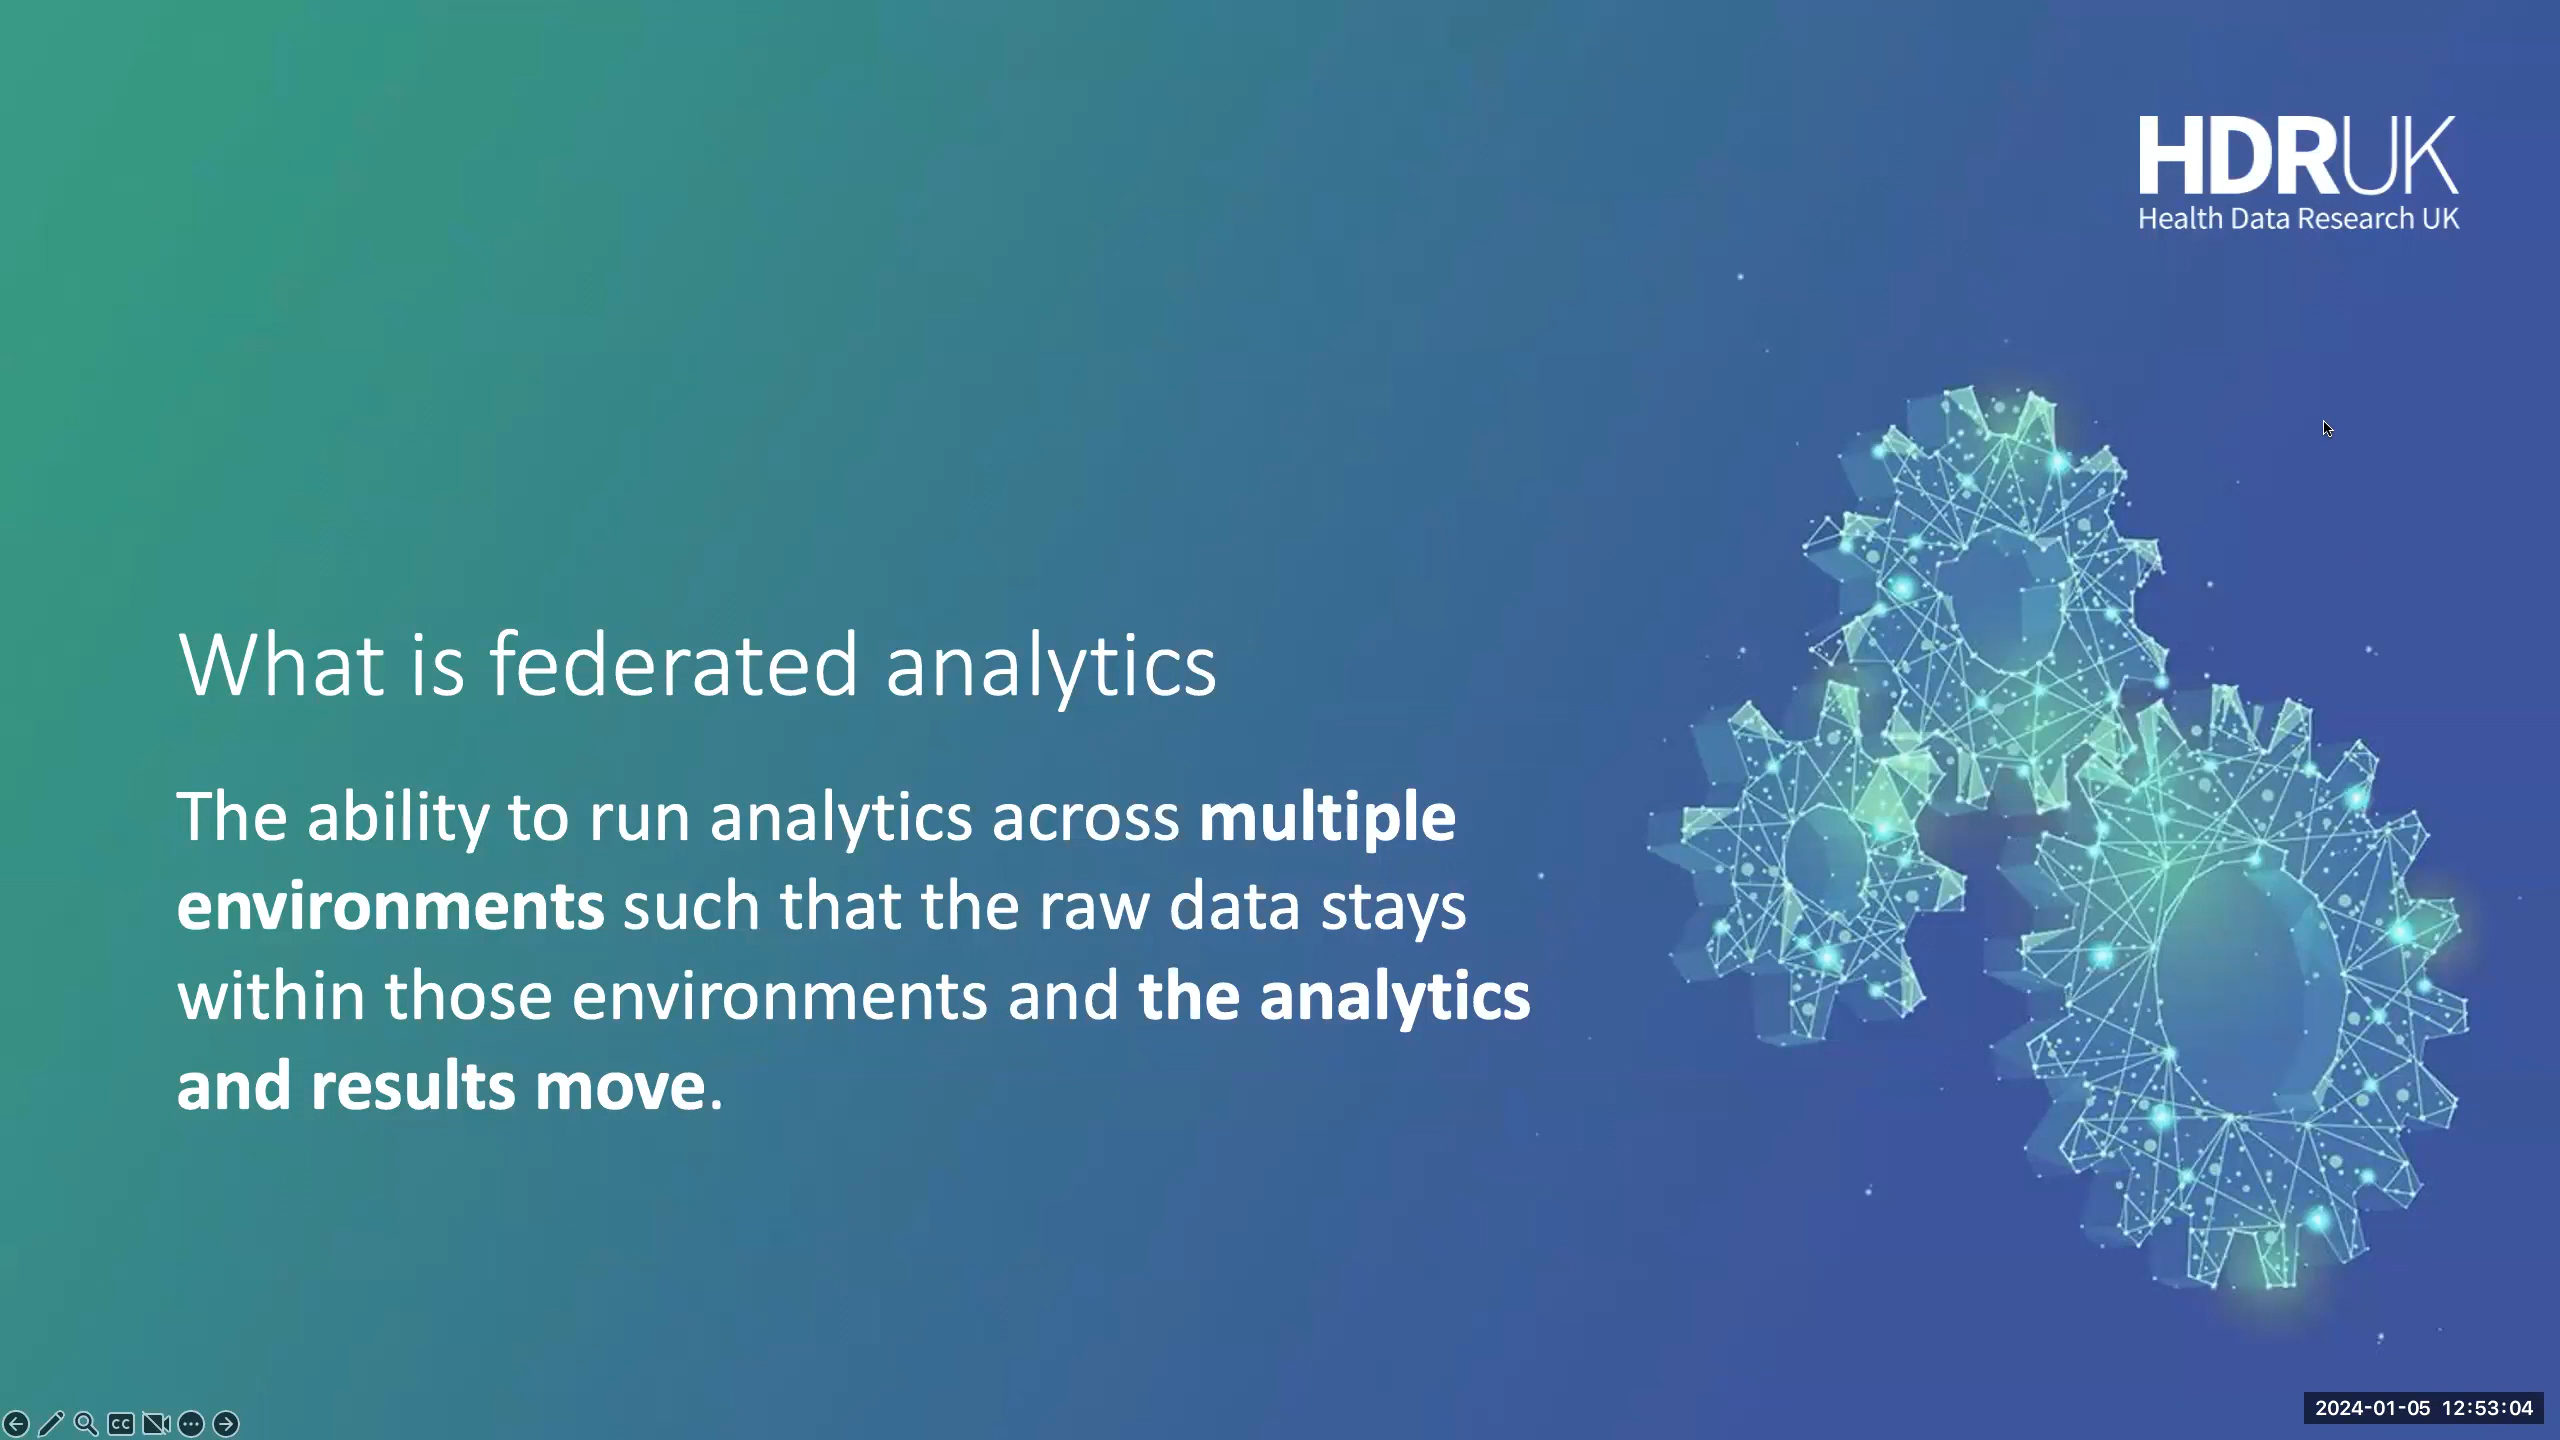 HDRUK
Health Data Research UK
What is federated analytics
The ability to run analytics across multiple
environments such that the raw data stays
within those environments and the analytics
and results move.
CC
2024-01-05 12:53:04